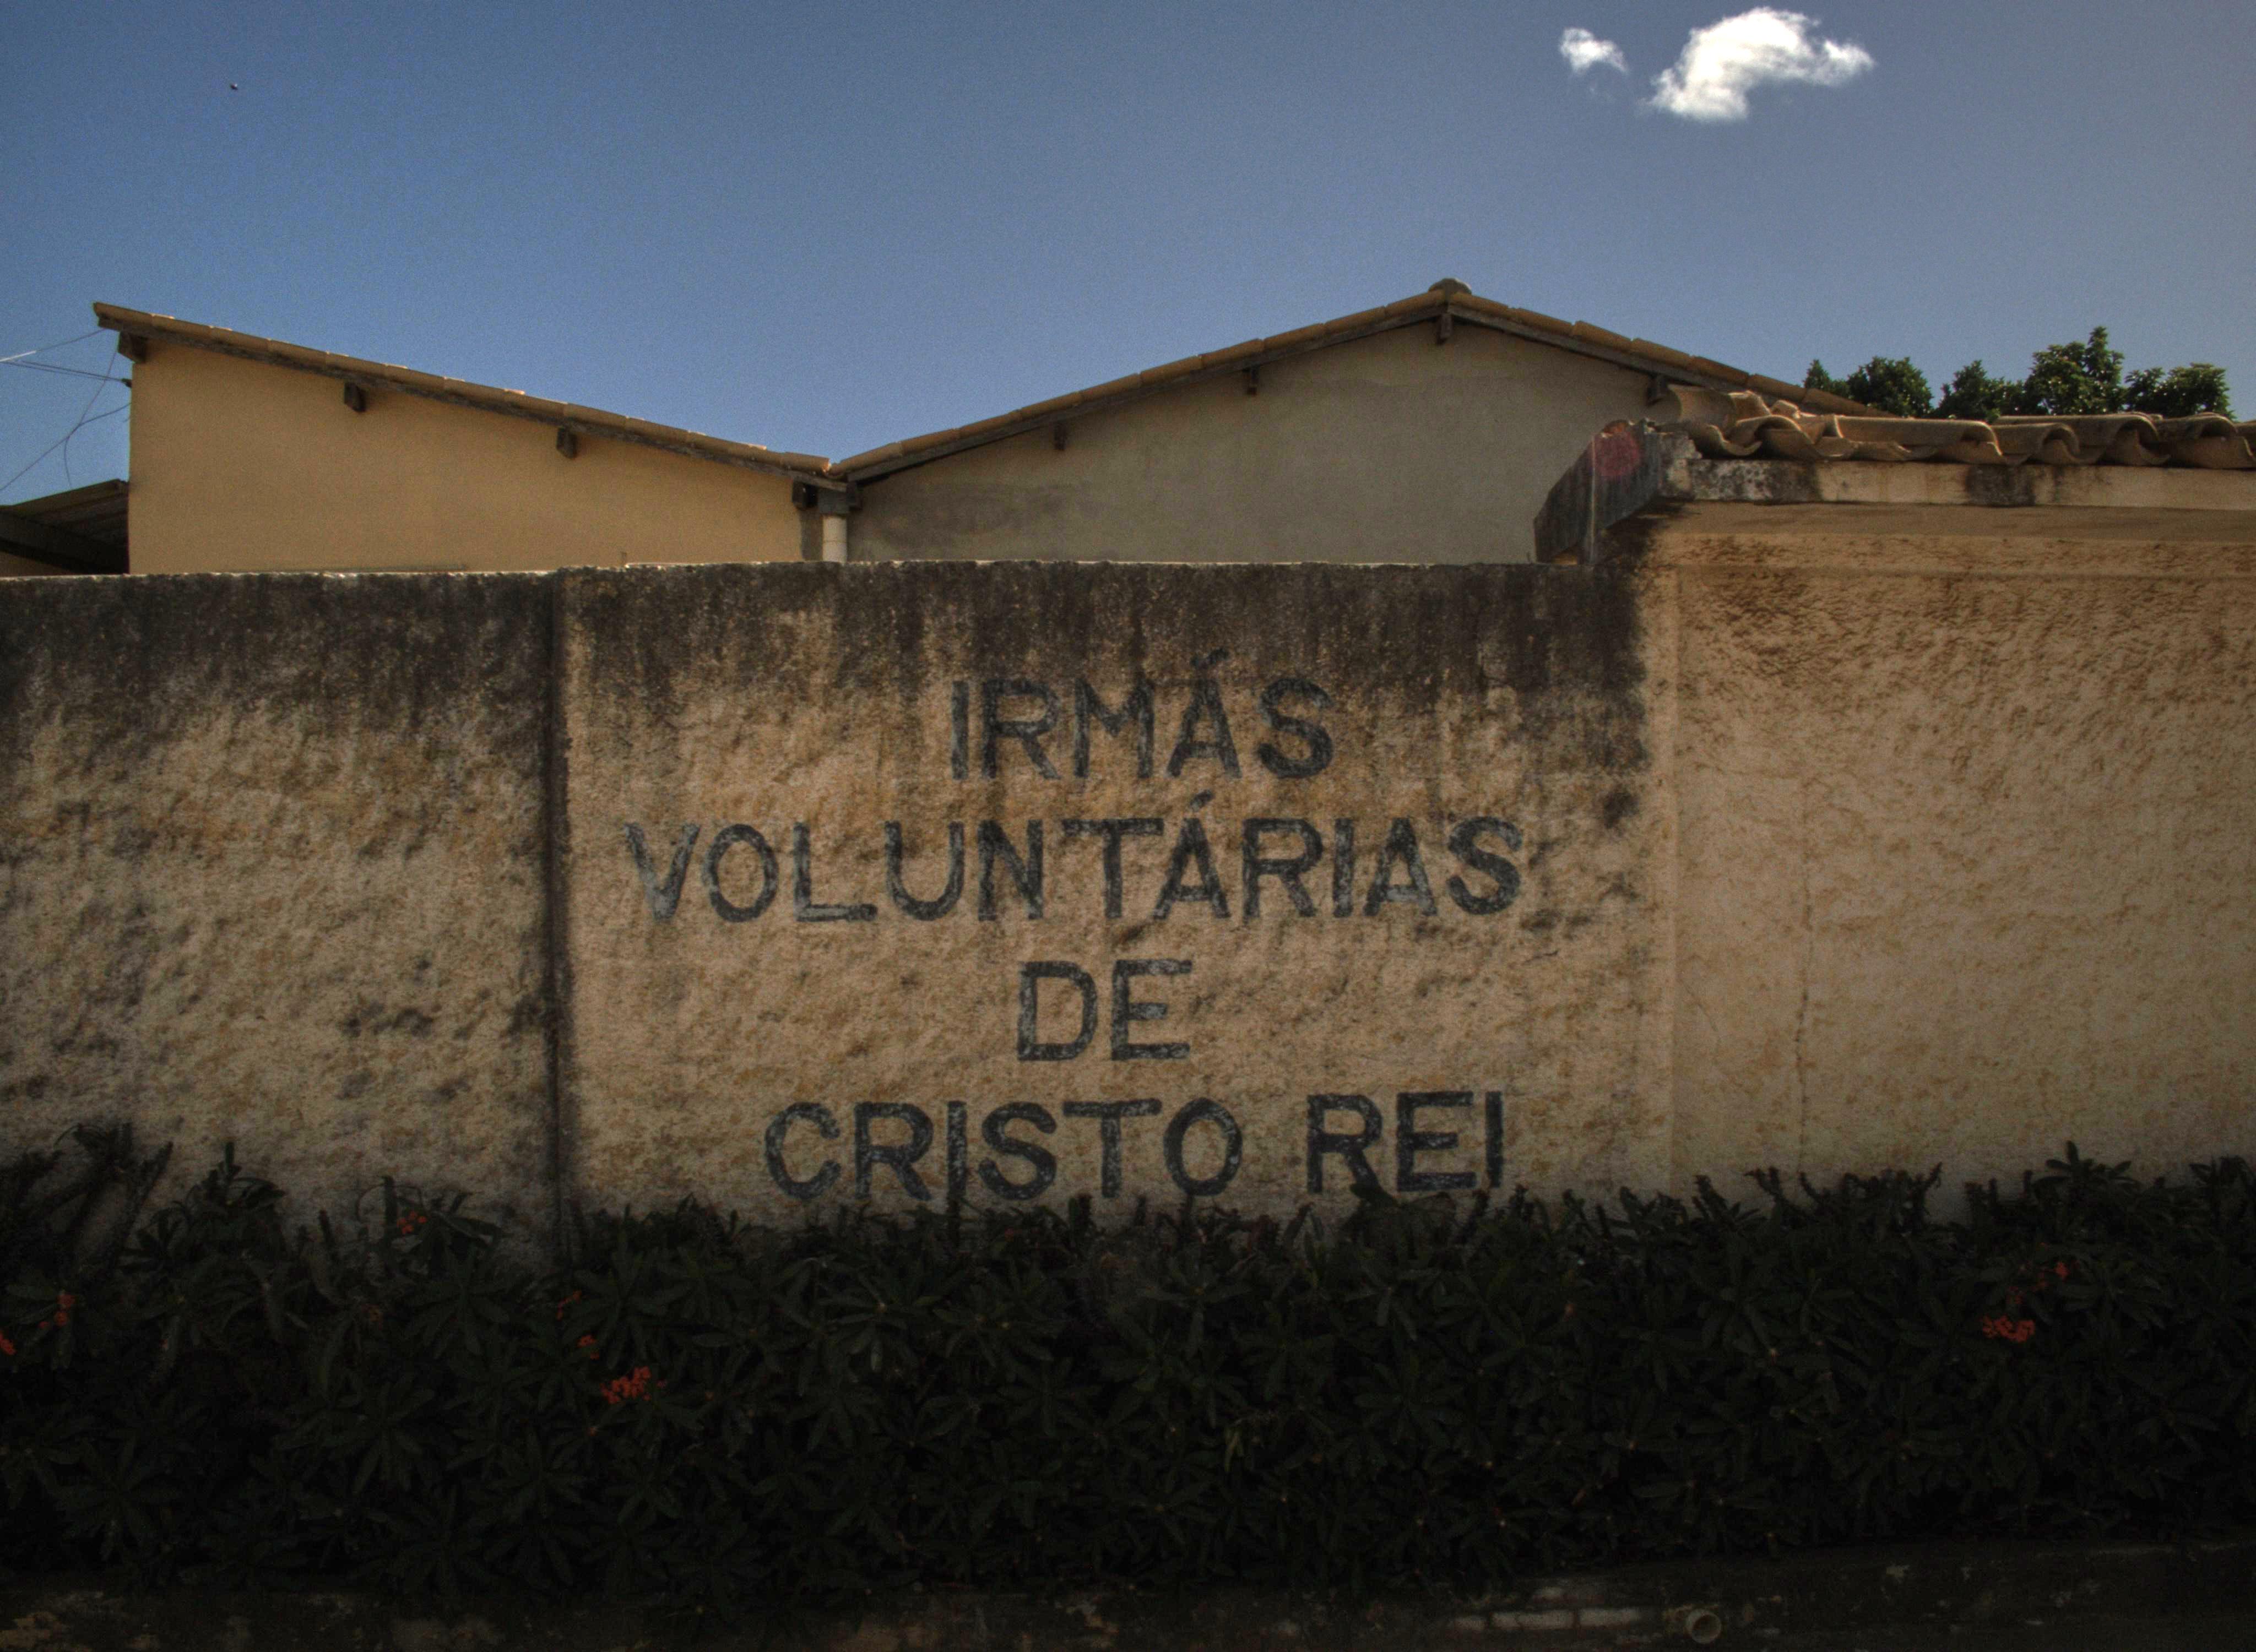 IRMÁS
VOLUNTÁRIAS
DE
CRISTO REI